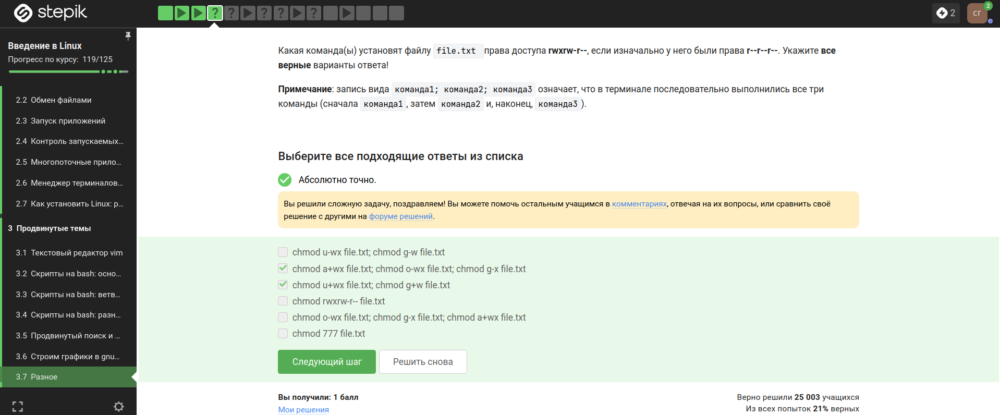 stepik
? ? ? ? ?
2
СГ
2
Введение в Linux
Прогресс по курсу: 119/125
2.2 Обмен файлами
2.3 Запуск приложений
2.4 Контроль запускаемых...
2.5 Многопоточные прило...
2.6 Менеджер терминалов...
2.7 Как установить Linux: р...
3 Продвинутые темы
3.1 Текстовый редактор vim
3.2 Скрипты на bash: осно...
3.3 Скрипты на bash: ветв...
3.4 Скрипты на bash: разн...
3.5 Продвинутый поиск и ...
3.6 Строим графики в gnu...
3.7 Разное
Какая команда(ы) установят файлу file.txt права доступа rwxrw-r--, если изначально у него были права r--r--r--. Укажите все
верные варианты ответа!
Примечание: запись вида команда1; команда2; команда3 означает, что в терминале последовательно выполнились все три
команды (сначала команда1, затем команда2 и, наконец, команда3).
Выберите все подходящие ответы из списка
Абсолютно точно.
Вы решили сложную задачу, поздравляем! Вы можете помочь остальным учащимся в комментариях, отвечая на их вопросы, или сравнить своё
решение с другими на форуме решений.
chmod u-wx file.txt; chmod g-w file.txt
chmod a+wx file.txt; chmod o-wx file.txt; chmod g-x file.txt
chmod u+wx file.txt; chmod g+w file.txt
chmod rwxrw-r-- file.txt
chmod o-wx file.txt; chmod g-x file.txt; chmod a+wx file.txt
chmod 777 file.txt
Следующий шаг
Решить снова
Вы получили: 1 балл
Мои решения
Верно решили 25 003 учащихся
Из всех попыток 21% верных